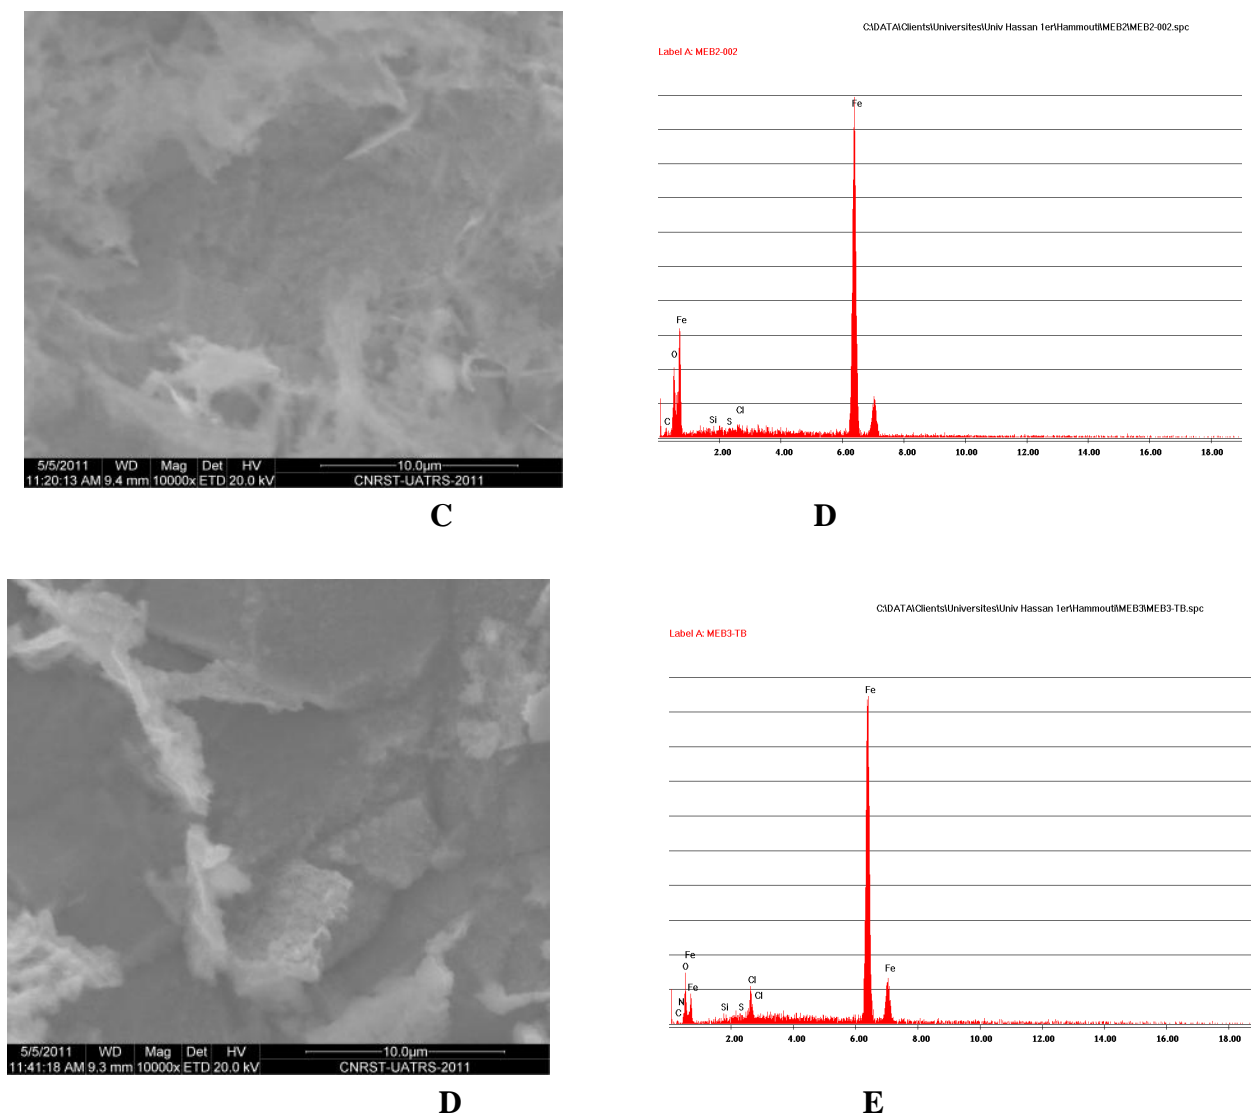 C:\DATA\Clients\Universites\Univ Hassan 1er\Hammouti\MEB2\MEB2-002.spc
Label A: MEB2-002
Fe
Fe
O
C
Si
S
Cl
2.00 4.00 6.00 8.00 10.00 12.00 14.00 16.00 18.00
5/5/2011 WD Mag Det HV 10.0µm
11:20:13 AM 9.4 mm 10000x ETD 20.0 kV CNRST-UATRS-2011
C D
C:\DATA\Clients\Universites\Univ Hassan 1er\Hammouti\MEB3\MEB3-TB.spc
Label A: MEB3-TB
Fe
Fe
O
Fe
N
C
Si
S
Cl
Cl
Fe
2.00 4.00 6.00 8.00 10.00 12.00 14.00 16.00 18.00
5/5/2011 WD Mag Det HV 10.0µm
11:41:18 AM 9.3 mm 10000x ETD 20.0 kV CNRST-UATRS-2011
D E